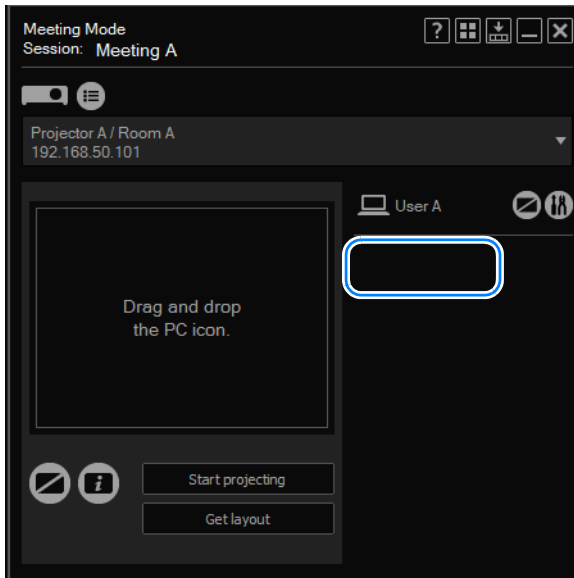 Meeting Mode
Session: Meeting A
?
Projector A / Room A
192.168.50.101
User A
Drag and drop
the PC icon.
i
Start projecting
Get layout